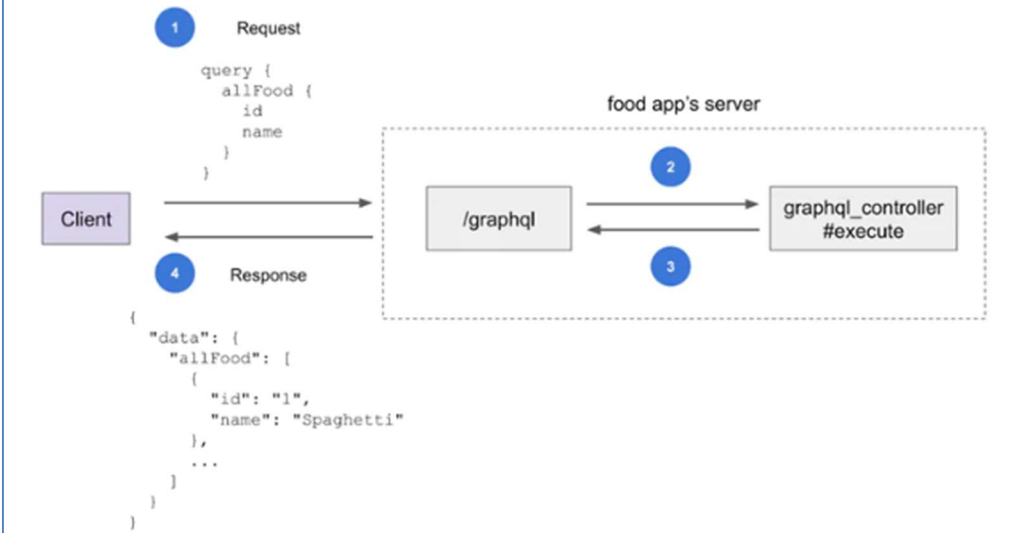 1 Request
query {
allFood {
id
name
}
}
food app's server
2
Client
/graphql
graphql_controller
#execute
4 Response
3
{
"data": {
"allFood": [
{
"id": "1",
"name": "Spaghetti"
},
...
]
}
}